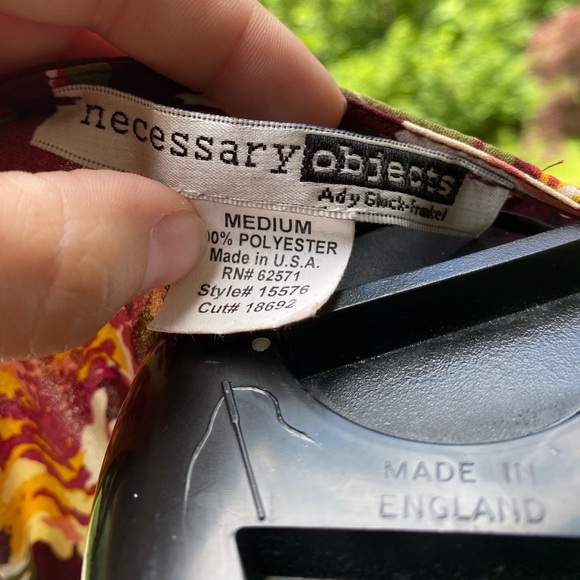 necessary objects
Ady Gluck-Frankel
MEDIUM
00% POLYESTER
Made in U.S.A.
RN# 62571
Style# 15576
Cut# 18692
MADE IN
ENGLAND